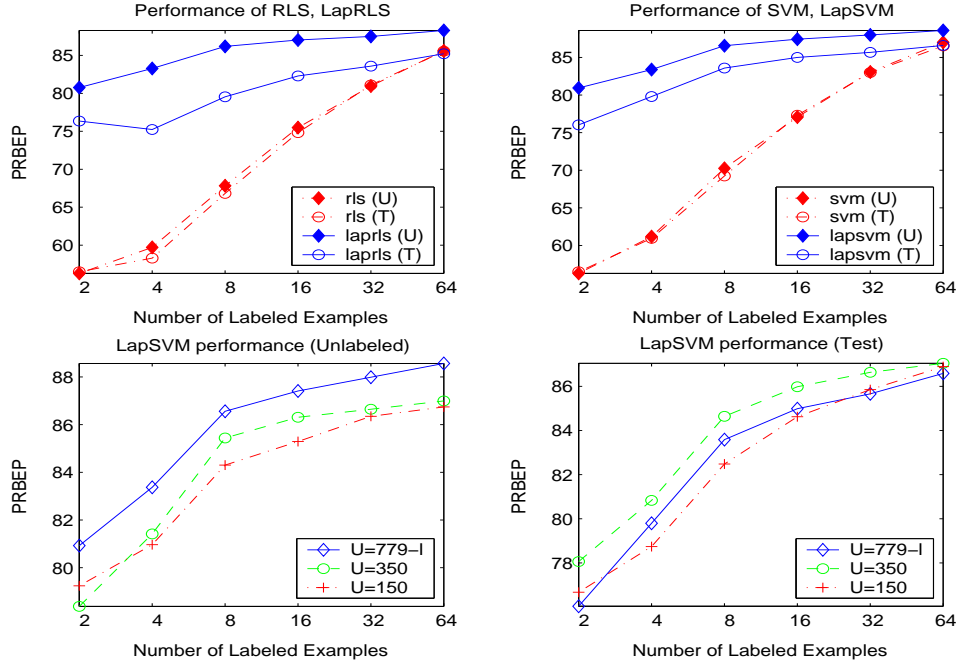 Performance of RLS, LapRLS
PRBEP
85
80
75
70
65
60
2 4 8 16 32 64
Number of Labeled Examples
rls (U)
rls (T)
laprls (U)
laprls (T)
Performance of SVM, LapSVM
PRBEP
85
80
75
70
65
60
2 4 8 16 32 64
Number of Labeled Examples
svm (U)
svm (T)
lapsvm (U)
lapsvm (T)
LapSVM performance (Unlabeled)
PRBEP
88
86
84
82
80
2 4 8 16 32 64
Number of Labeled Examples
U=779-l
U=350
U=150
LapSVM performance (Test)
PRBEP
86
84
82
80
78
2 4 8 16 32 64
Number of Labeled Examples
U=779-l
U=350
U=150